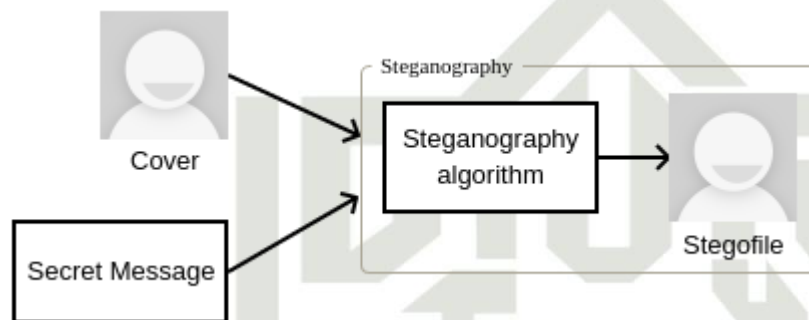 Steganography
Cover
Steganography
algorithm
Secret Message
Stegofile